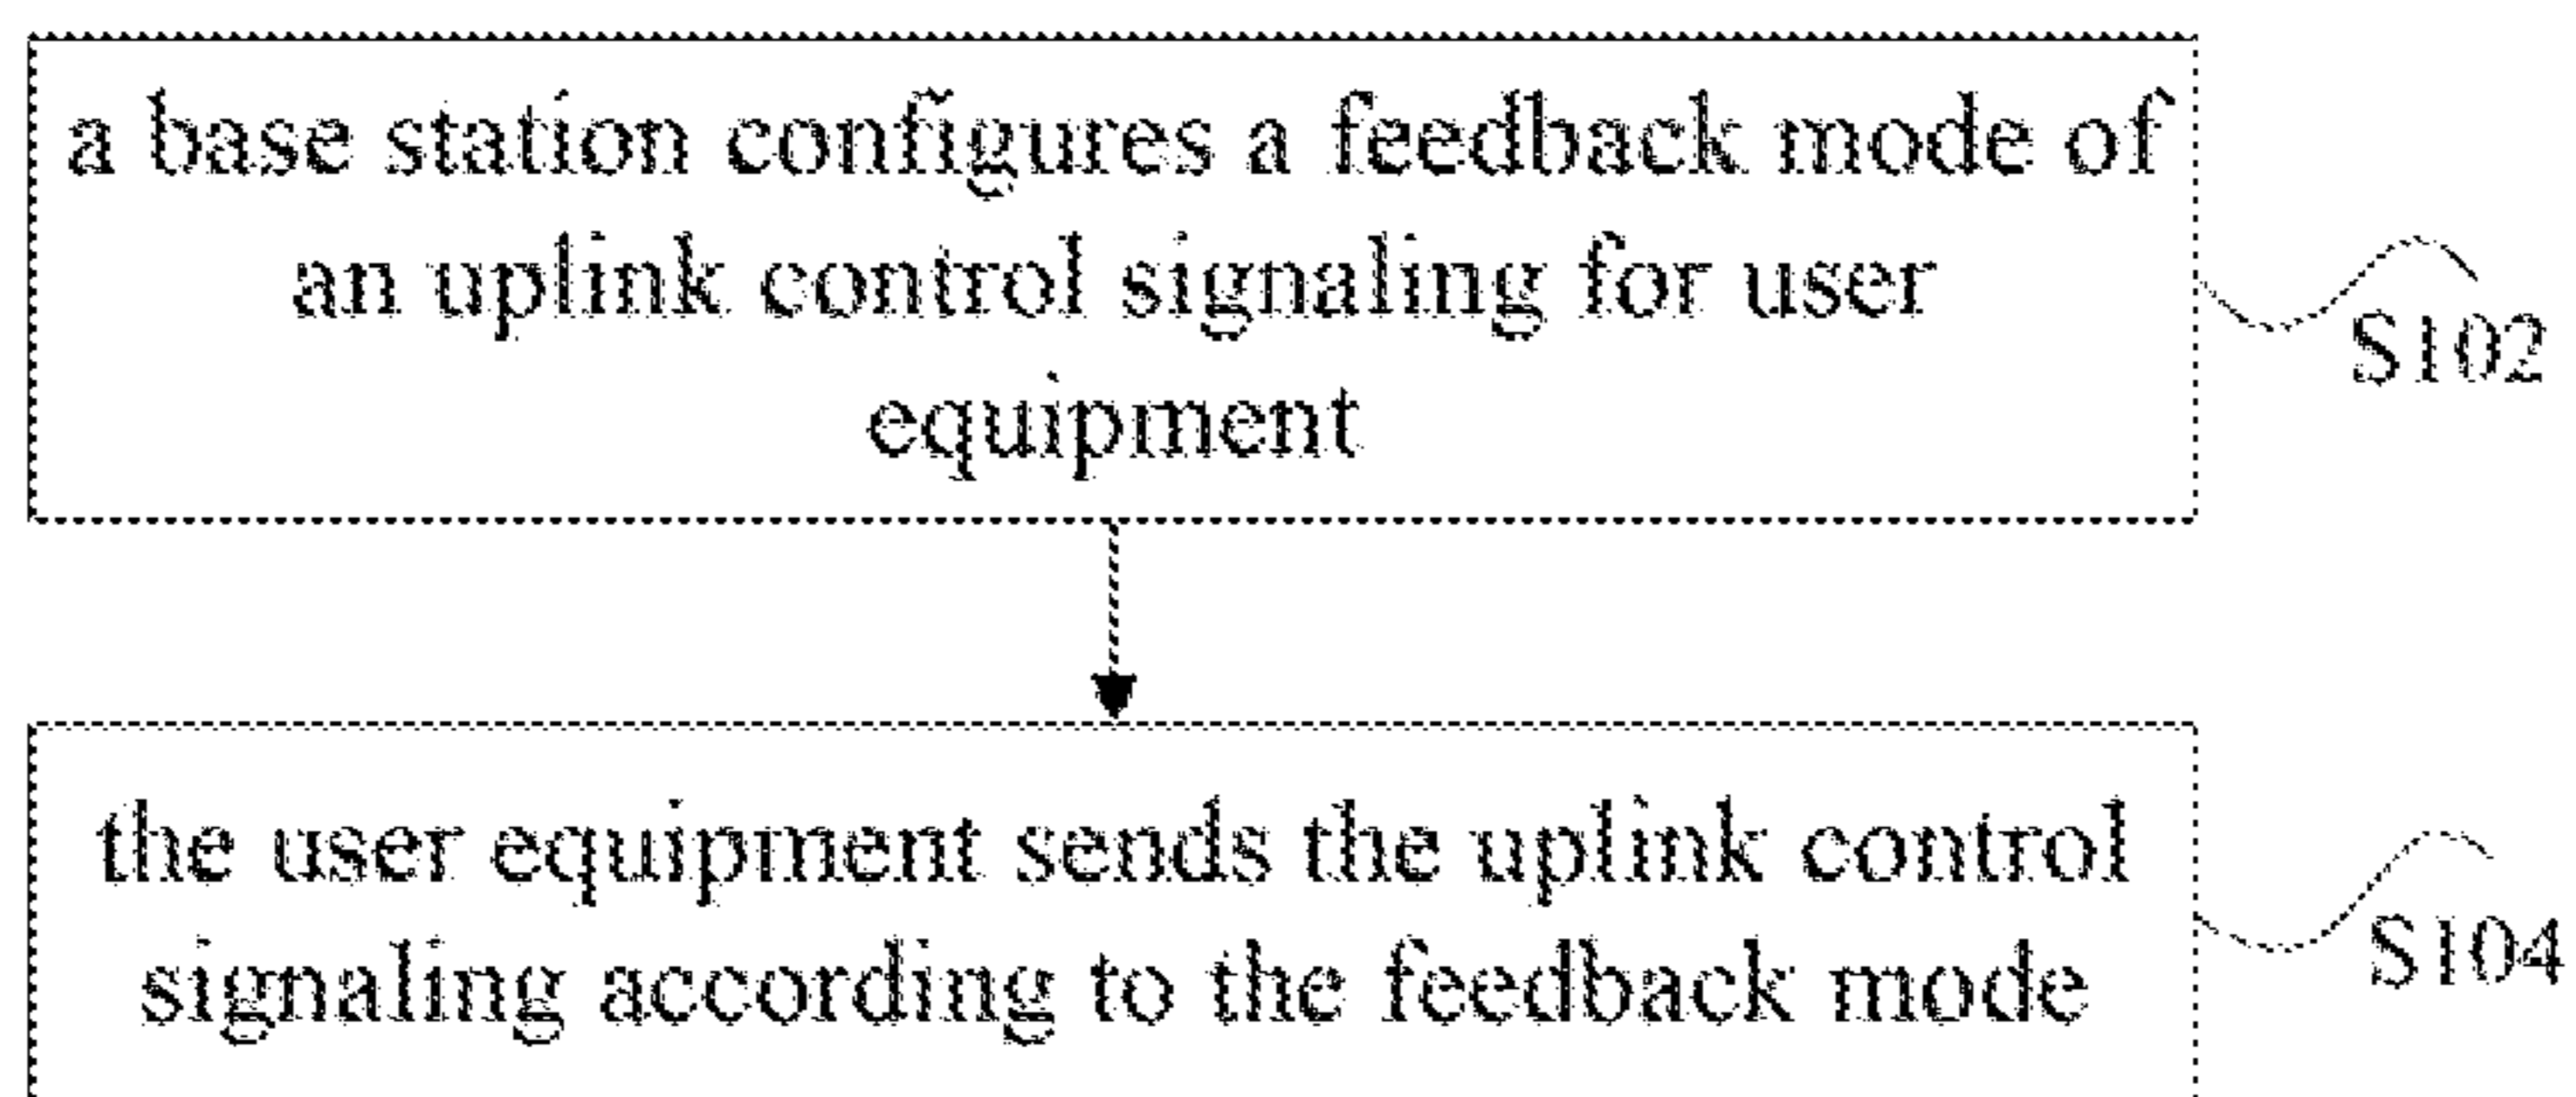 a base station configures a feedback mode of
an uplink control signaling for user
equipment
S102
the user equipment sends the uplink control
signaling according to the feedback mode
S104